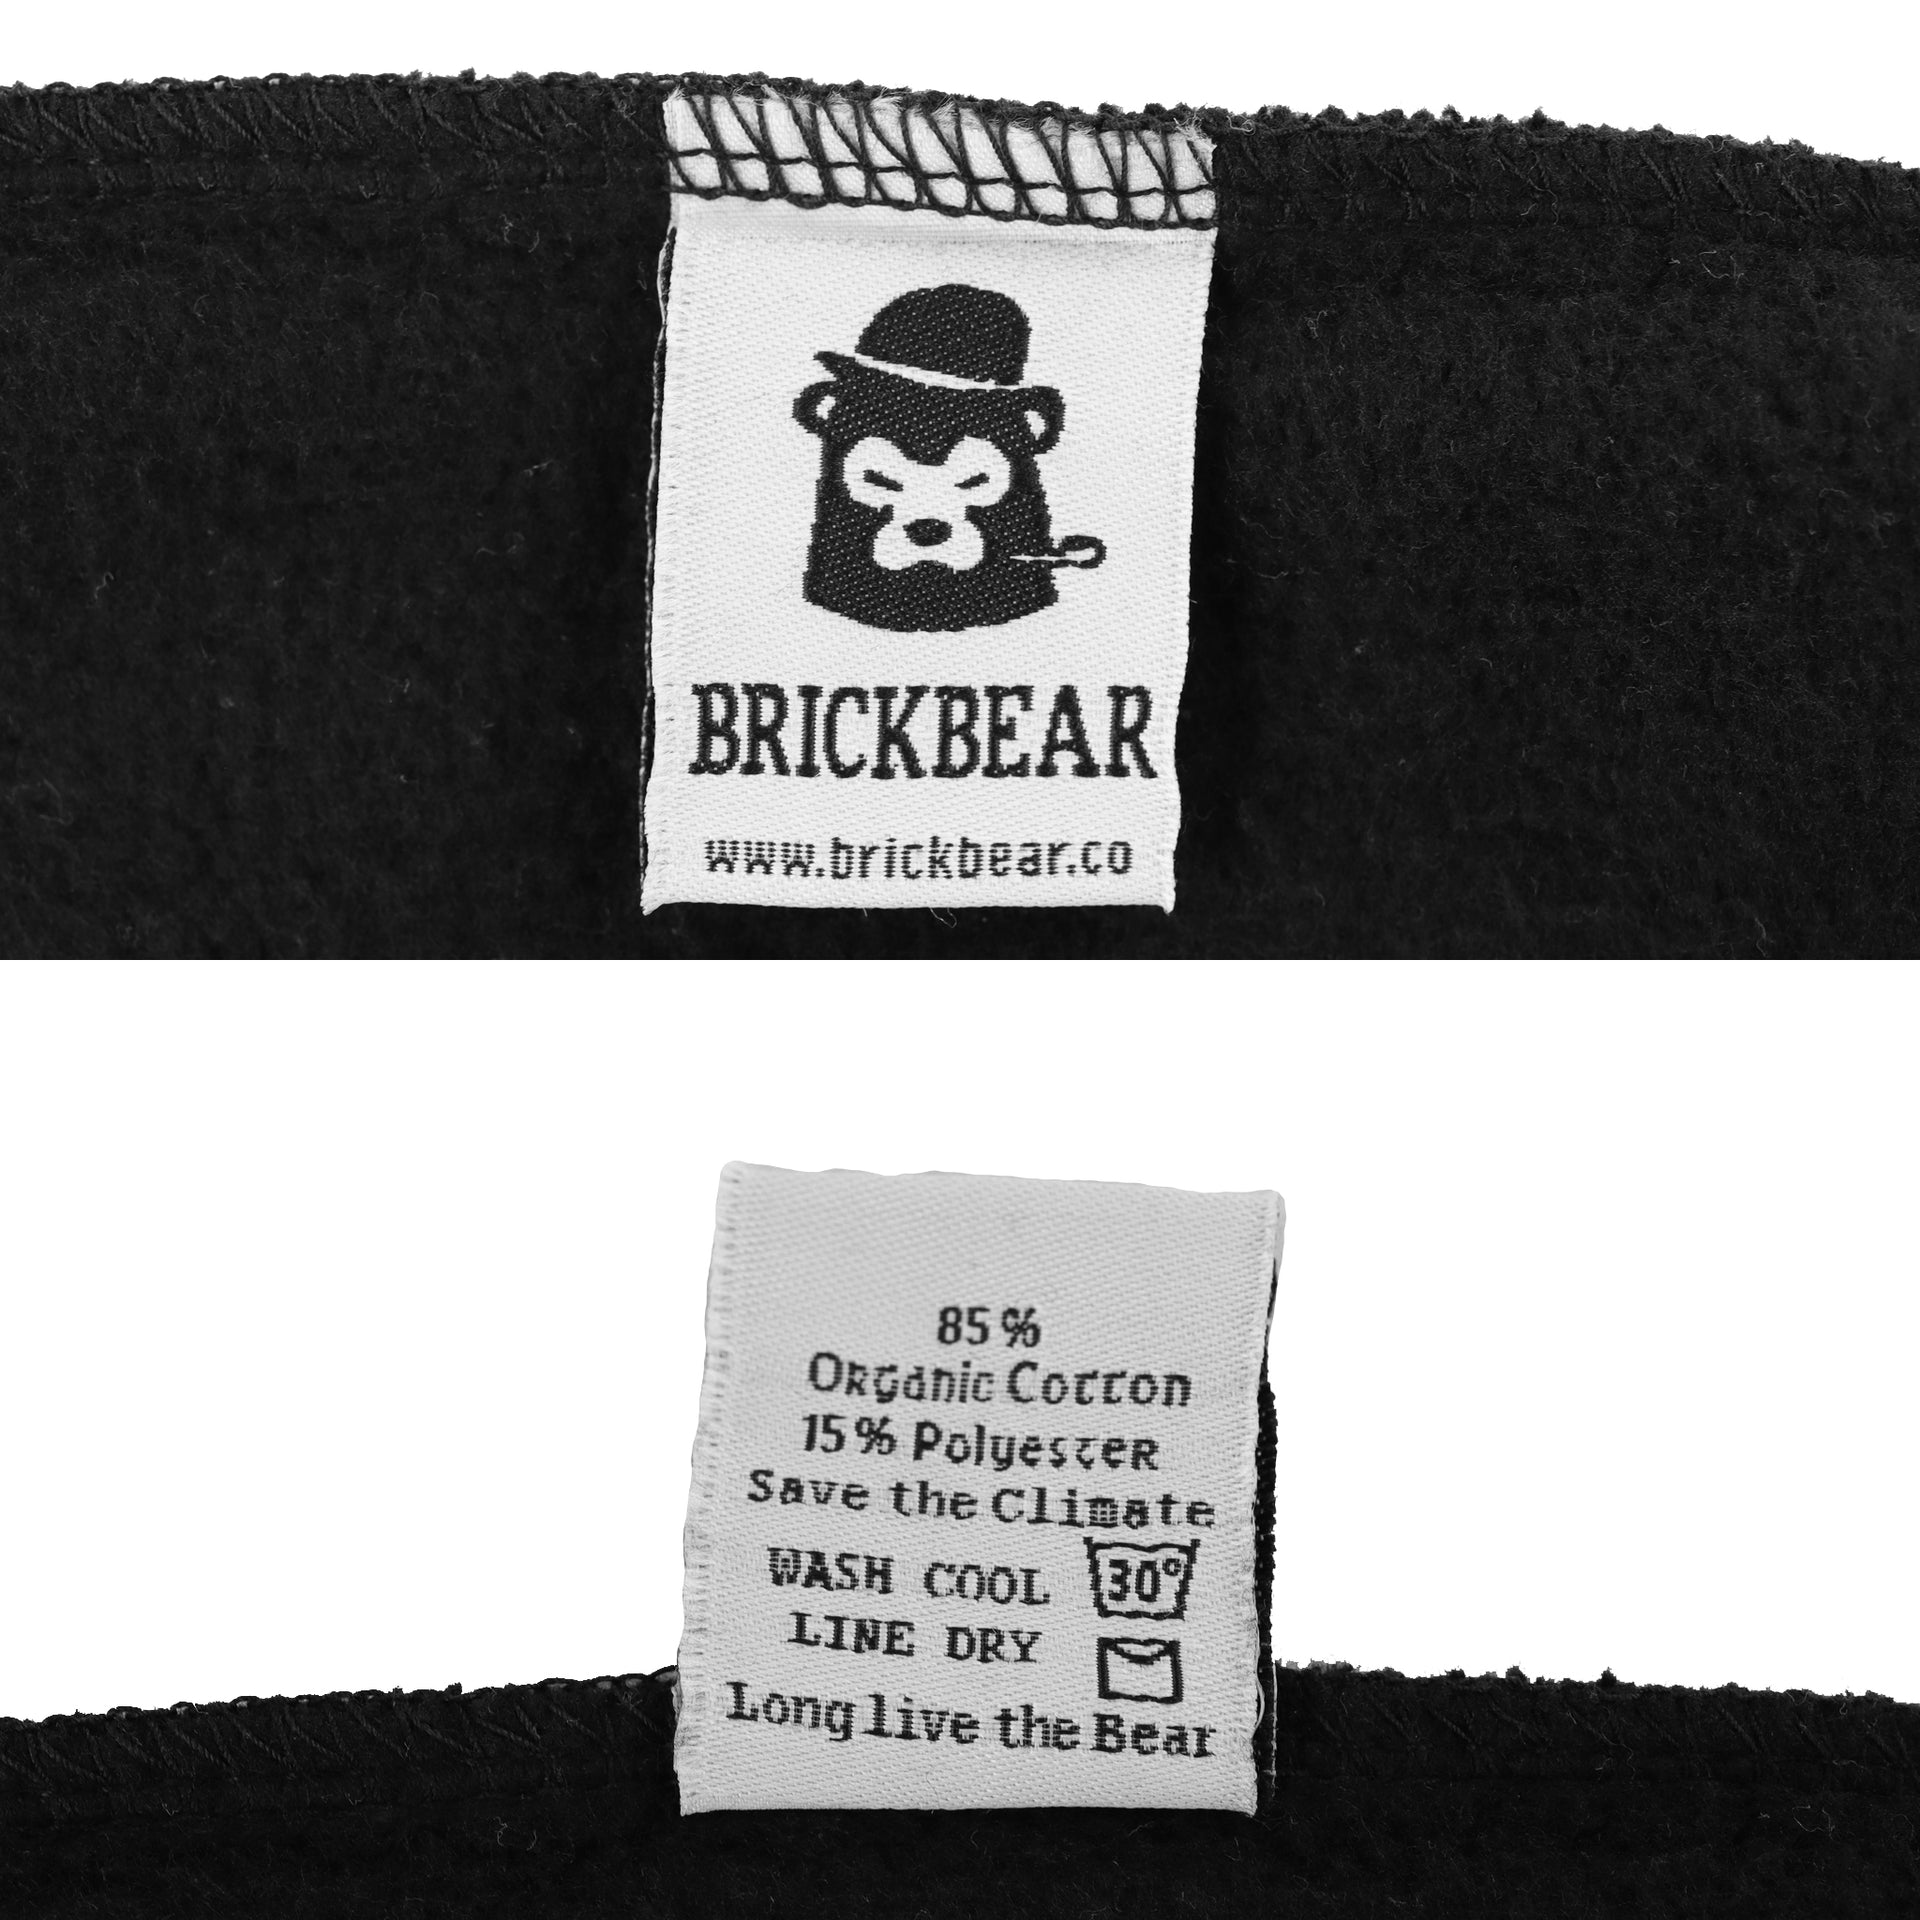 BRICKBEAR
www.brickbear.co
85%
Organic Cotton
15% Polyester
Save the Climate
WASH COOL 30°
LINE DRY
Long live the Bear